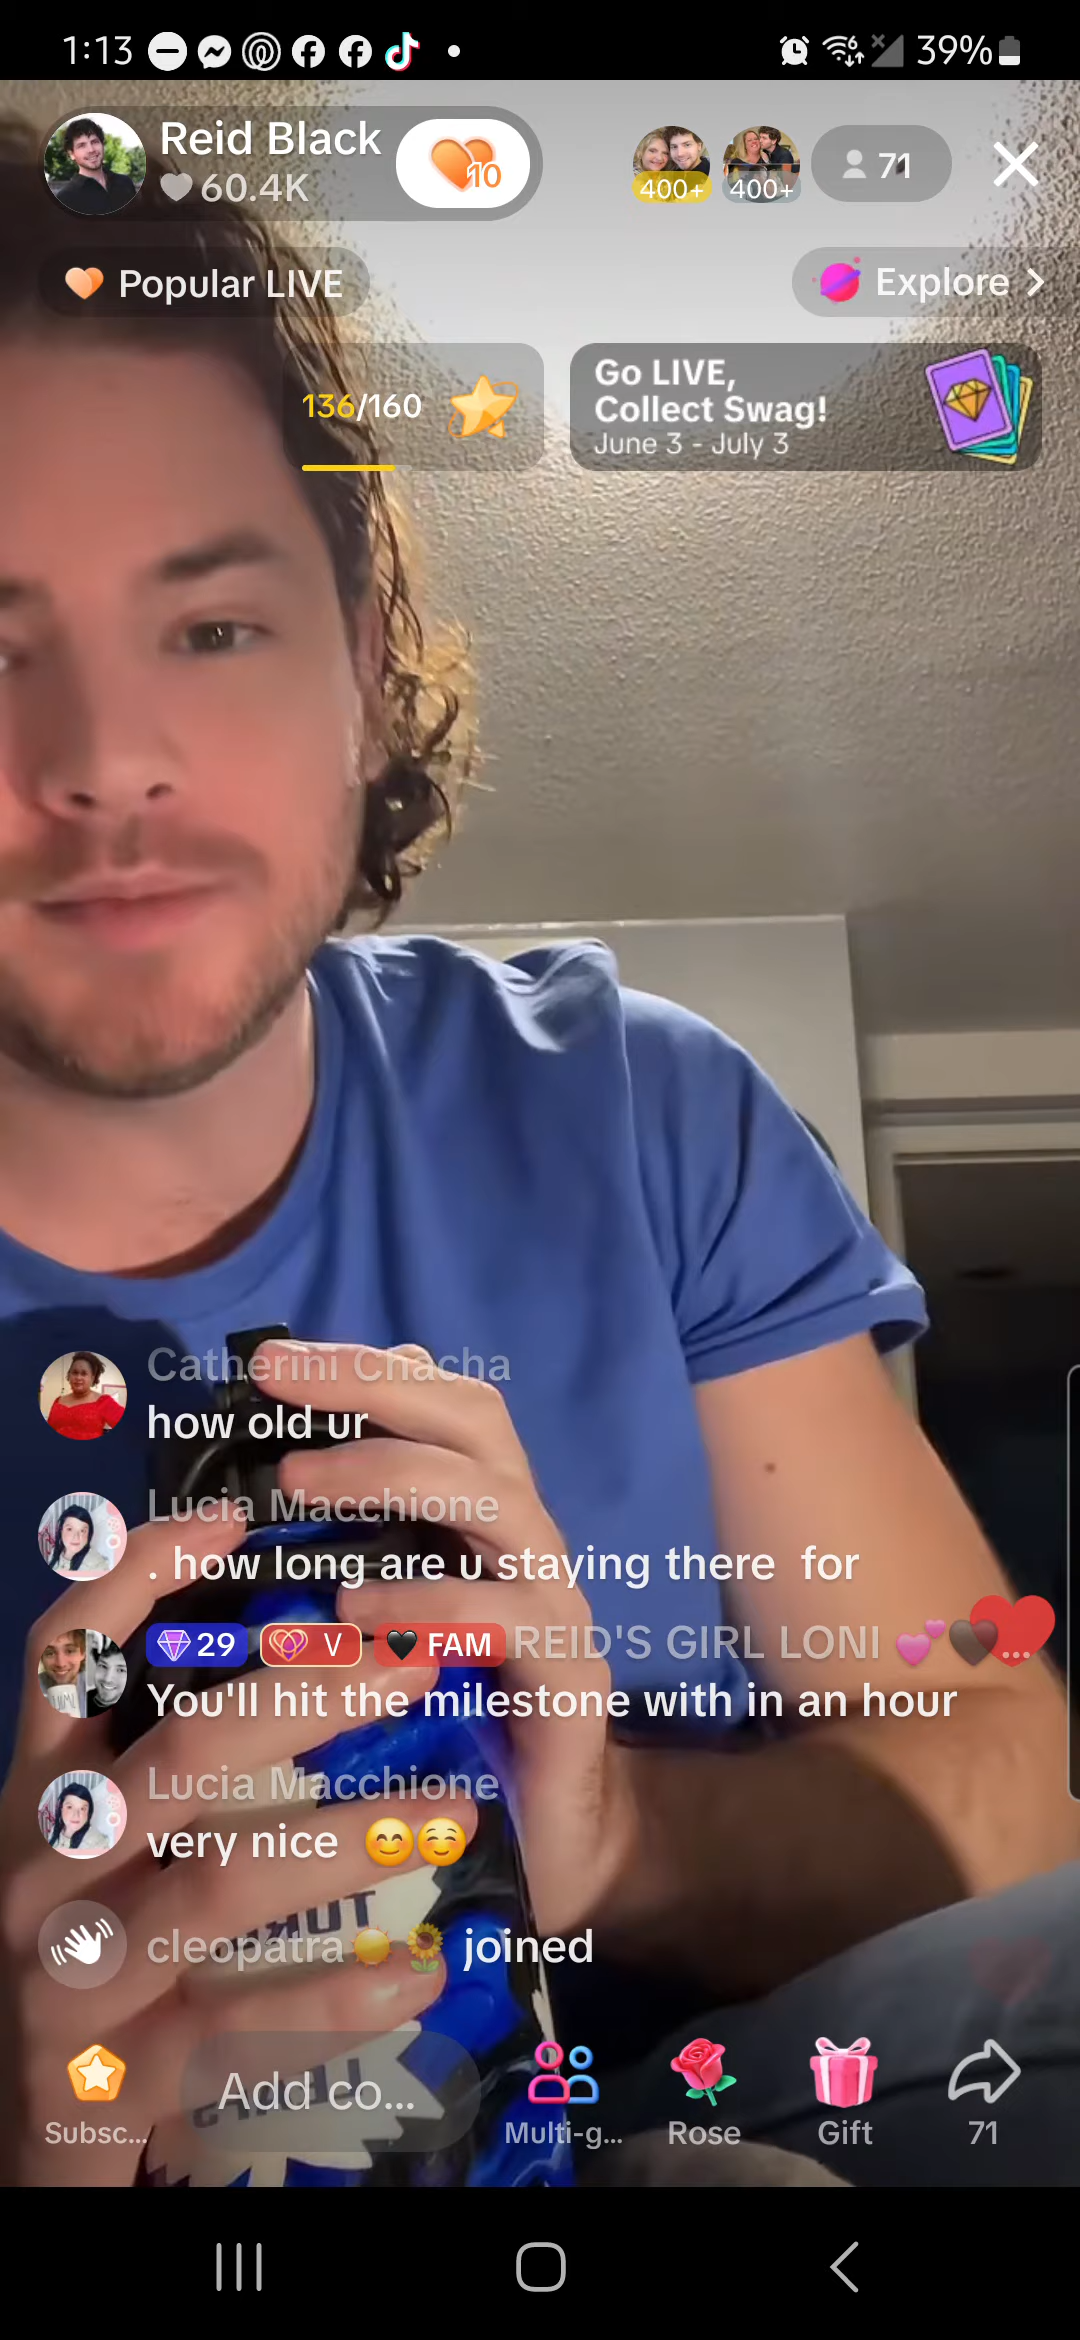 1:13
39%
Reid Black
60.4K
10
400+
400+
71
Popular LIVE
Explore
136/160
Go LIVE,
Collect Swag!
June 3 - July 3
Catherini Chacha
how old ur
Lucia Macchione
. how long are u staying there for
29 V FAM REID'S GIRL LONI 💕🖤...
You'll hit the milestone with in an hour
Lucia Macchione
very nice 😊☺️
cleopatra☀️🌻 joined
Subsc...
Add co...
Multi-g...
Rose
Gift
71